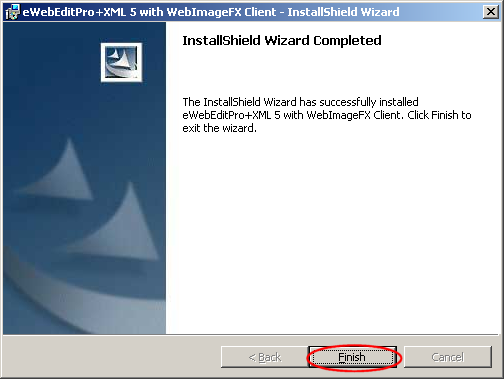 eWebEditPro+XML 5 with WebImageFX Client - InstallShield Wizard
InstallShield Wizard Completed
The InstallShield Wizard has successfully installed
eWebEditPro+XML 5 with WebImageFX Client. Click Finish to
exit the wizard.
< Back
Finish
Cancel